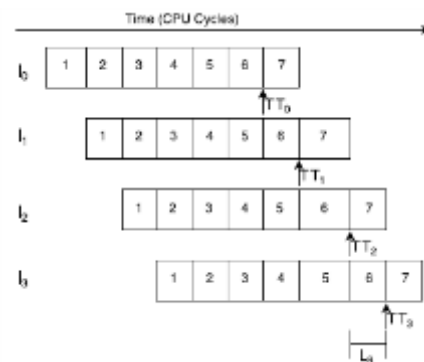 Time (CPU Cycles)
I0 1 2 3 4 5 6 7
TT0
I1 1 2 3 4 5 6 7
TT1
I2 1 2 3 4 5 6 7
TT2
I3 1 2 3 4 5 6 7
TT3
L3